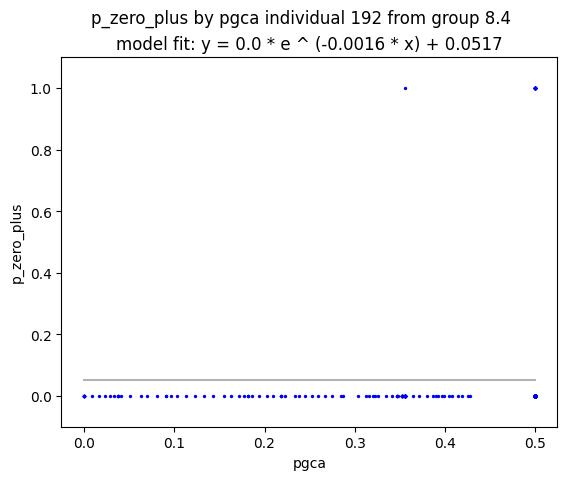 p_zero_plus by pgca individual 192 from group 8.4
model fit: y = 0.0 * e ^ (-0.0016 * x) + 0.0517
1.0
0.8
0.6
0.4
0.2
0.0
p_zero_plus
0.0 0.1 0.2 0.3 0.4 0.5
pgca